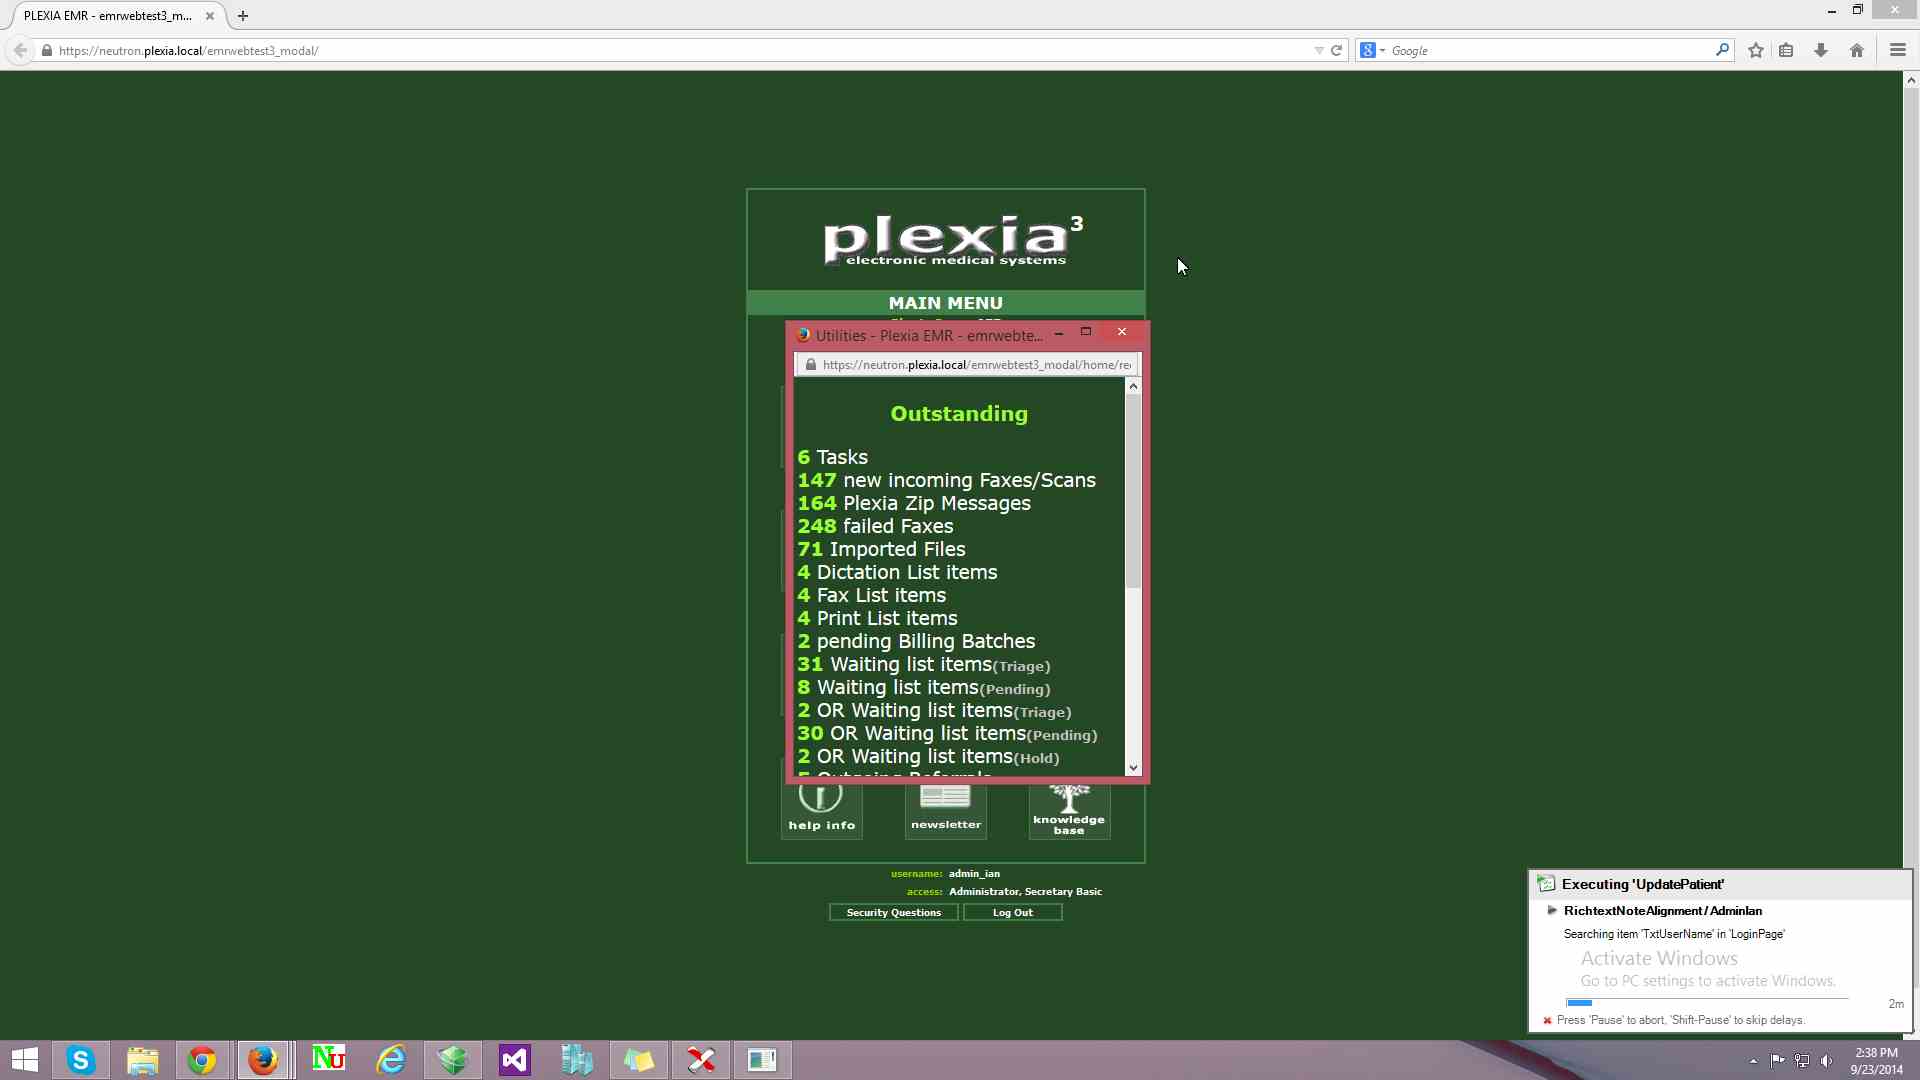 PLEXIA EMR - emrwebtest3_m...
https://neutron.plexia.local/emrwebtest3_modal/
Google
plexia3
electronic medical systems
MAIN MENU
Utilities - Plexia EMR - emrwebte...
https://neutron.plexia.local/emrwebtest3_modal/home/re
Outstanding
6 Tasks
147 new incoming Faxes/Scans
164 Plexia Zip Messages
248 failed Faxes
71 Imported Files
4 Dictation List items
4 Fax List items
4 Print List items
2 pending Billing Batches
31 Waiting list items(Triage)
8 Waiting list items(Pending)
2 OR Waiting list items(Triage)
30 OR Waiting list items(Pending)
2 OR Waiting list items(Hold)
5 Outgoing Referrals
help info
newsletter
knowledge base
username: admin_ian
access: Administrator, Secretary Basic
Security Questions
Log Out
Executing 'UpdatePatient'
RichtextNoteAlignment / AdminIan
Searching item 'TxtUserName' in 'LoginPage'
Activate Windows
Go to PC settings to activate Windows.
2m
Press 'Pause' to abort, 'Shift-Pause' to skip delays.
Nu
2:38 PM
9/23/2014